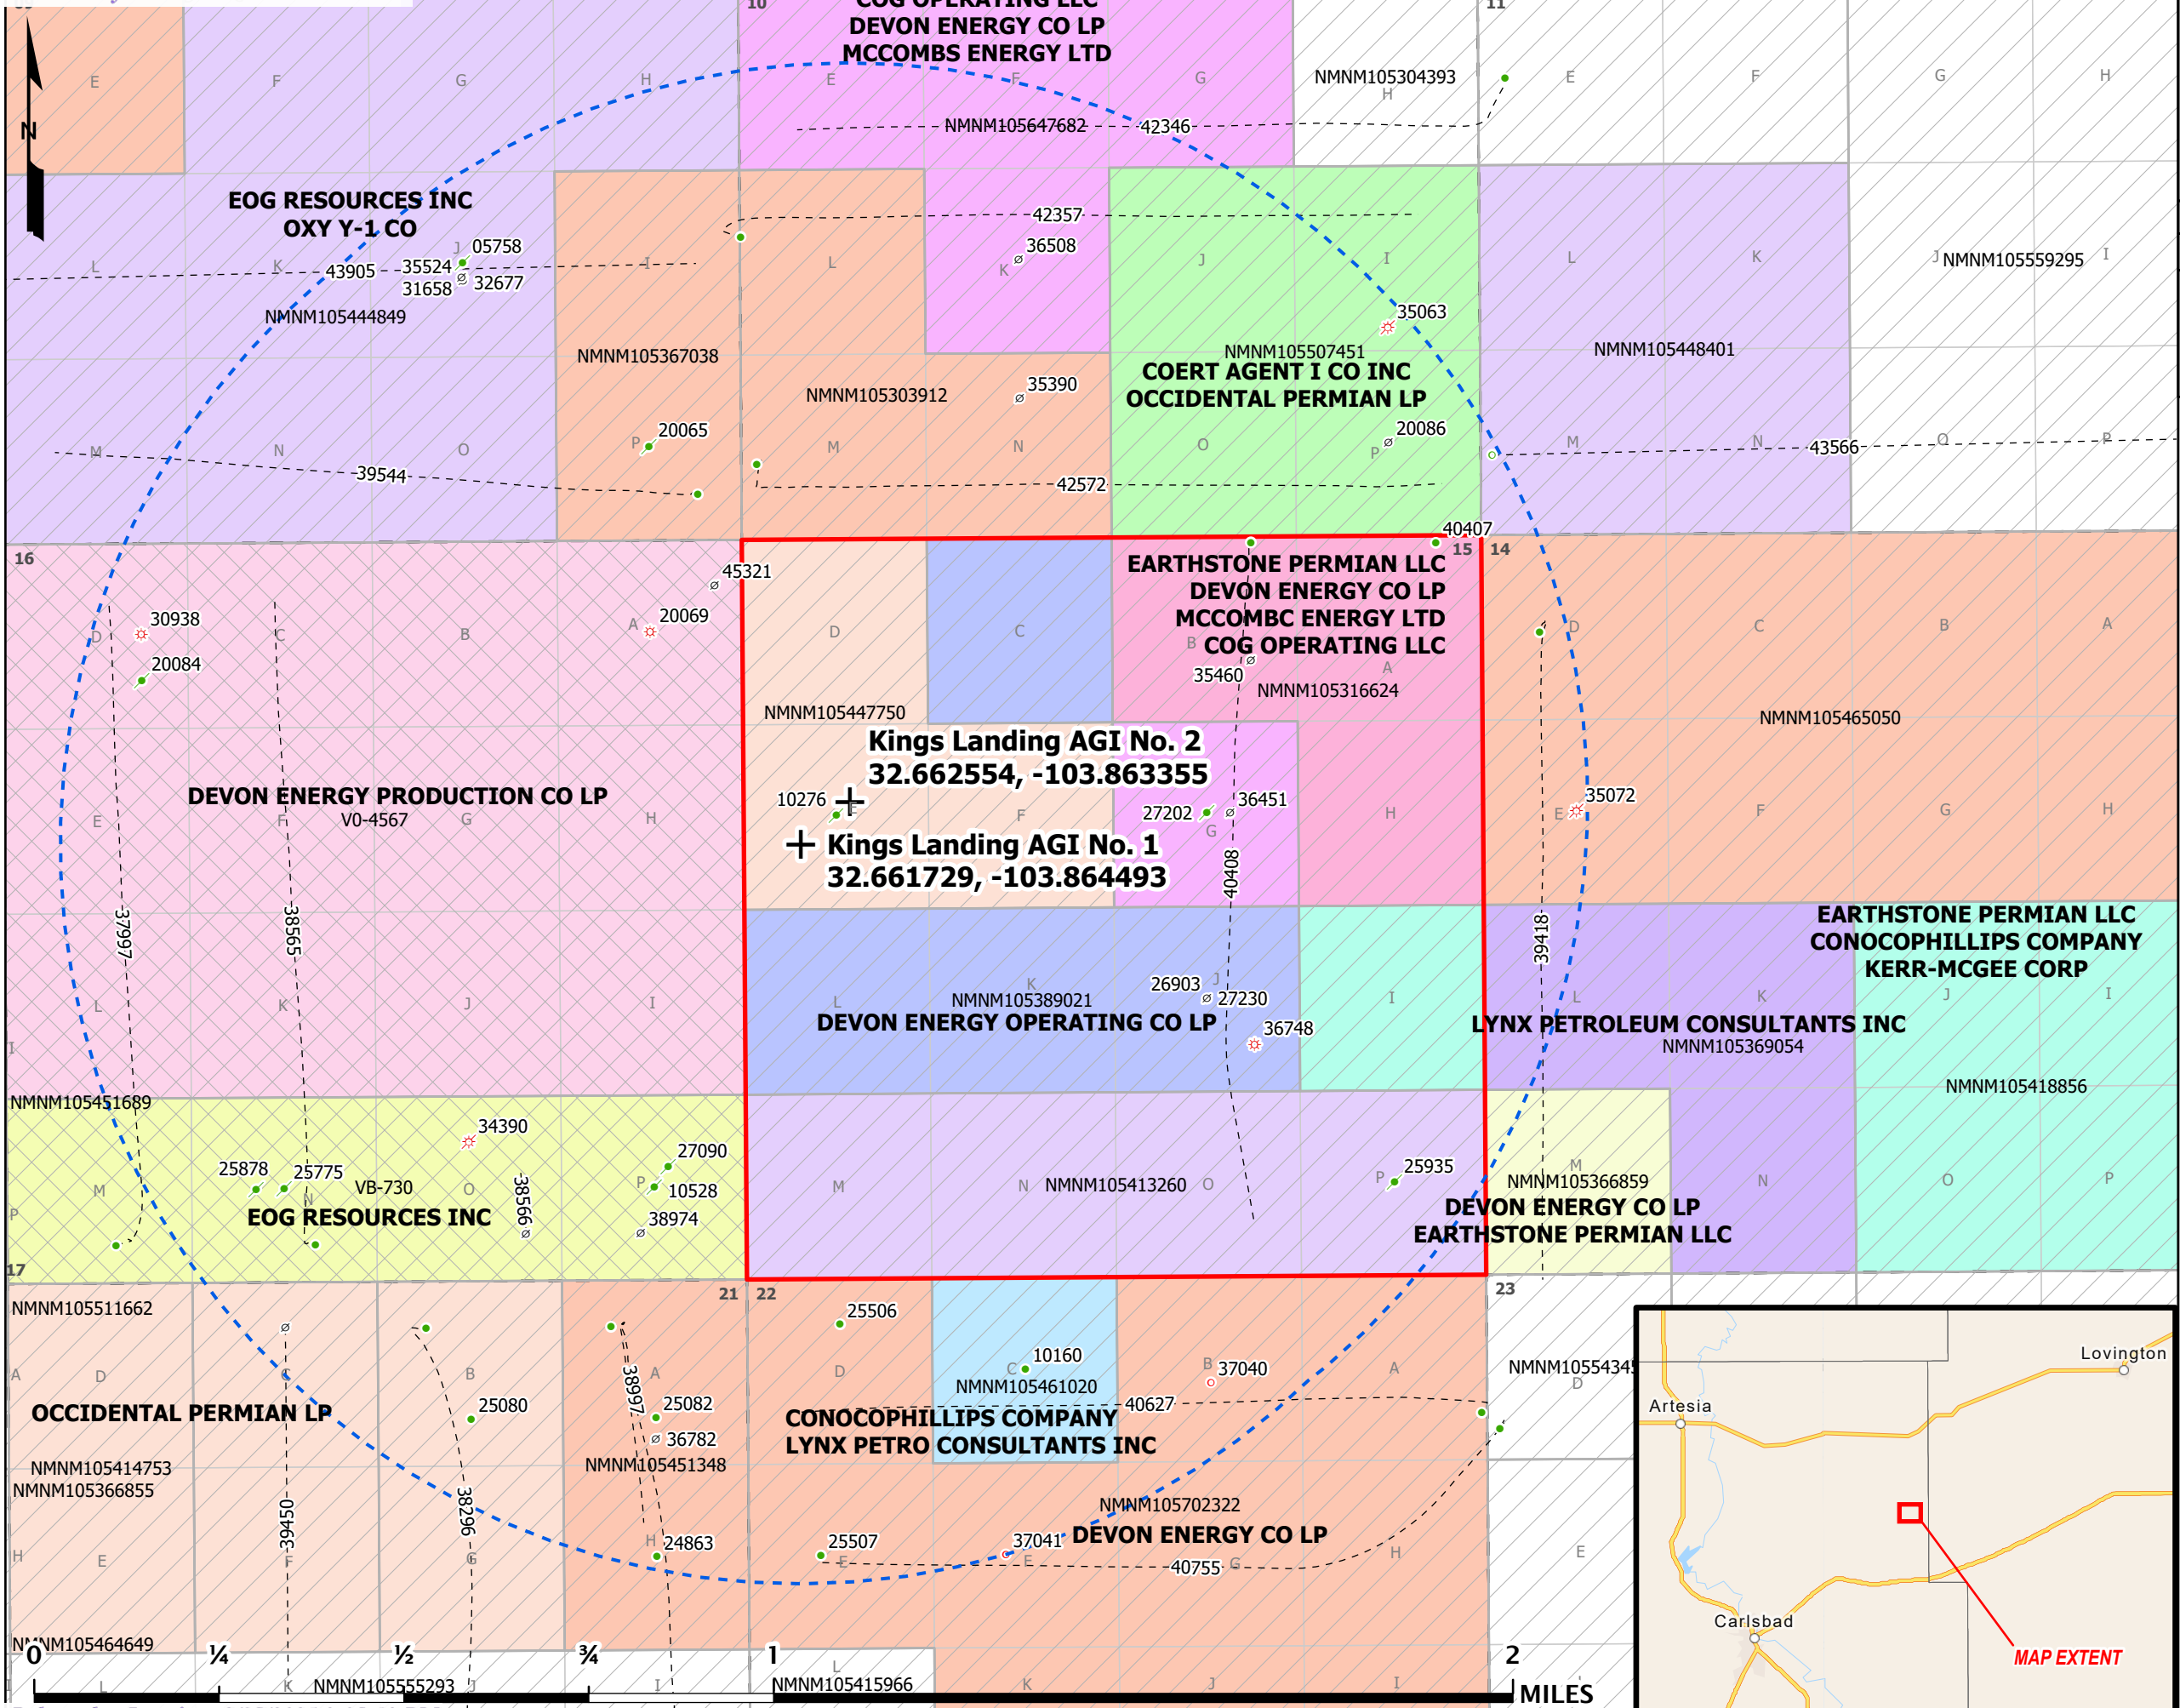 10
11
COG OPERATING LLC
DEVON ENERGY CO LP
MCCOMBS ENERGY LTD
E
F
G
H
E
F
G
H
E
F
G
H
NMNM105304393
N
NMNM105647682
42346
EOG RESOURCES INC
OXY Y-1 CO
42357
36508
J
05758
35524
31658
32677
43905
L
K
I
L
K
J
I
L
K
J
NMNM105559295
I
NMNM105444849
35063
NMNM105367038
NMNM105507451
NMNM105448401
COERT AGENT I CO INC
OCCIDENTAL PERMIAN LP
35390
NMNM105303912
20065
20086
M
N
O
P
M
N
O
P
M
N
O
P
43566
39544
42572
40407
16
15
14
EARTHSTONE PERMIAN LLC
DEVON ENERGY CO LP
MCCOMBC ENERGY LTD
COG OPERATING LLC
45321
30938
20069
D
C
B
A
D
C
B
A
D
C
B
A
20084
35460
NMNM105316624
NMNM105447750
NMNM105465050
Kings Landing AGI No. 2
32.662554, -103.863355
DEVON ENERGY PRODUCTION CO LP
V0-4567
10276
E
27202
36451
35072
E
F
G
H
F
G
H
E
F
G
H
Kings Landing AGI No. 1
32.661729, -103.864493
40408
37997
38565
39418
EARTHSTONE PERMIAN LLC
CONOCOPHILLIPS COMPANY
KERR-MCGEE CORP
26903
27230
L
K
J
I
L
K
J
I
L
K
J
I
NMNM105389021
DEVON ENERGY OPERATING CO LP
36748
LYNX PETROLEUM CONSULTANTS INC
NMNM105369054
I
NMNM105451689
NMNM105418856
34390
27090
25878
25775
VB-730
10528
38566
38974
M
N
O
P
M
N
O
P
M
N
O
P
P
EOG RESOURCES INC
NMNM105413260
25935
NMNM105366859
DEVON ENERGY CO LP
EARTHSTONE PERMIAN LLC
17
21
22
23
NMNM105511662
25506
10160
37040
A
D
C
B
A
D
C
B
A
D
NMNM105461020
OCCIDENTAL PERMIAN LP
25080
38997
25082
36782
40627
CONOCOPHILLIPS COMPANY
LYNX PETRO CONSULTANTS INC
NMNM105414753
NMNM105366855
NMNM105451348
39450
38296
NMNM105702322
DEVON ENERGY CO LP
24863
25507
37041
40755
H
E
F
G
H
E
E
G
H
E
NMNM105464649
0
¼
½
¾
1
2
MILES
NMNM105555293
NMNM105415966
L
K
J
I
L
K
J
I
Lovington
Artesia
Carlsbad
MAP EXTENT